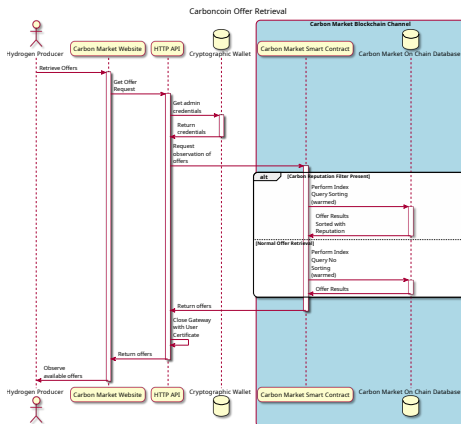 Carboncoin Offer Retrieval
Carbon Market Blockchain Channel
Hydrogen Producer
Carbon Market Website
HTTP API
Cryptographic Wallet
Carbon Market Smart Contract
Carbon Market On Chain Database
Retrieve Offers
Get Offer
Request
Get admin
credentials
Return
credentials
Request
observation of
offers
alt
[Carbon Reputation Filter Present]
Perform Index
Query Sorting
(warmed)
Offer Results
Sorted with
Reputation
[Normal Offer Retrieval]
Perform Index
Query No
Sorting
(warmed)
Offer Results
Return offers
Close Gateway
with User
Certificate
Return offers
Observe
available offers
Hydrogen Producer
Carbon Market Website
HTTP API
Cryptographic Wallet
Carbon Market Smart Contract
Carbon Market On Chain Database